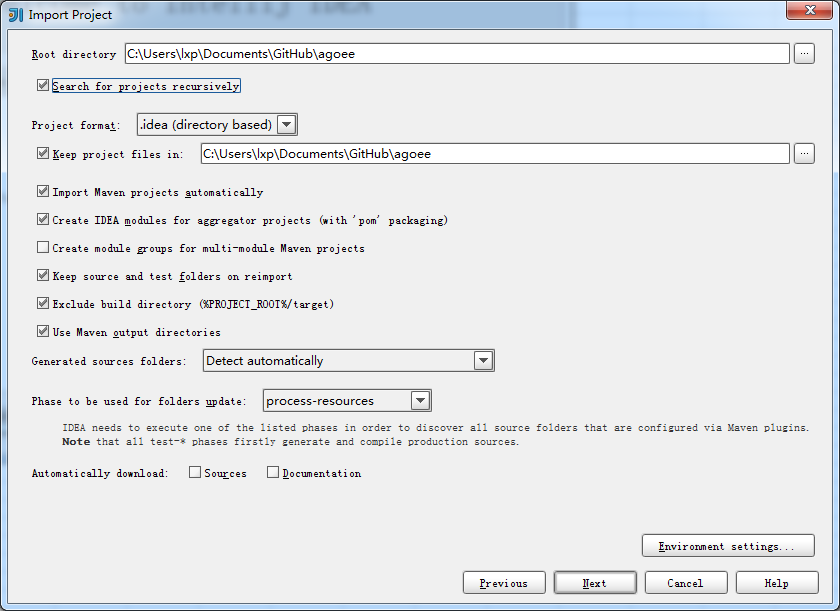 to Intellij IDEA
Import Project
Root directory C:\Users\lxp\Documents\GitHub\agoee ...
Search for projects recursively
Project format: .idea (directory based)
Keep project files in: C:\Users\lxp\Documents\GitHub\agoee ...
Import Maven projects automatically
Create IDEA modules for aggregator projects (with 'pom' packaging)
Create module groups for multi-module Maven projects
Keep source and test folders on reimport
Exclude build directory (%PROJECT_ROOT%/target)
Use Maven output directories
Generated sources folders: Detect automatically
Phase to be used for folders update: process-resources
IDEA needs to execute one of the listed phases in order to discover all source folders that are configured via Maven plugins.
Note that all test-* phases firstly generate and compile production sources.
Automatically download: Sources Documentation
Environment settings...
Previous Next Cancel Help